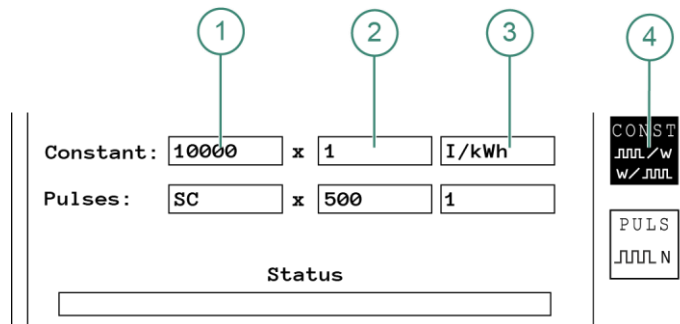 1 2 3 4
CONST
Constant: 10000 x 1 I/kWh
/W
W/
Pulses: SC x 500 1
PULS
N
Status